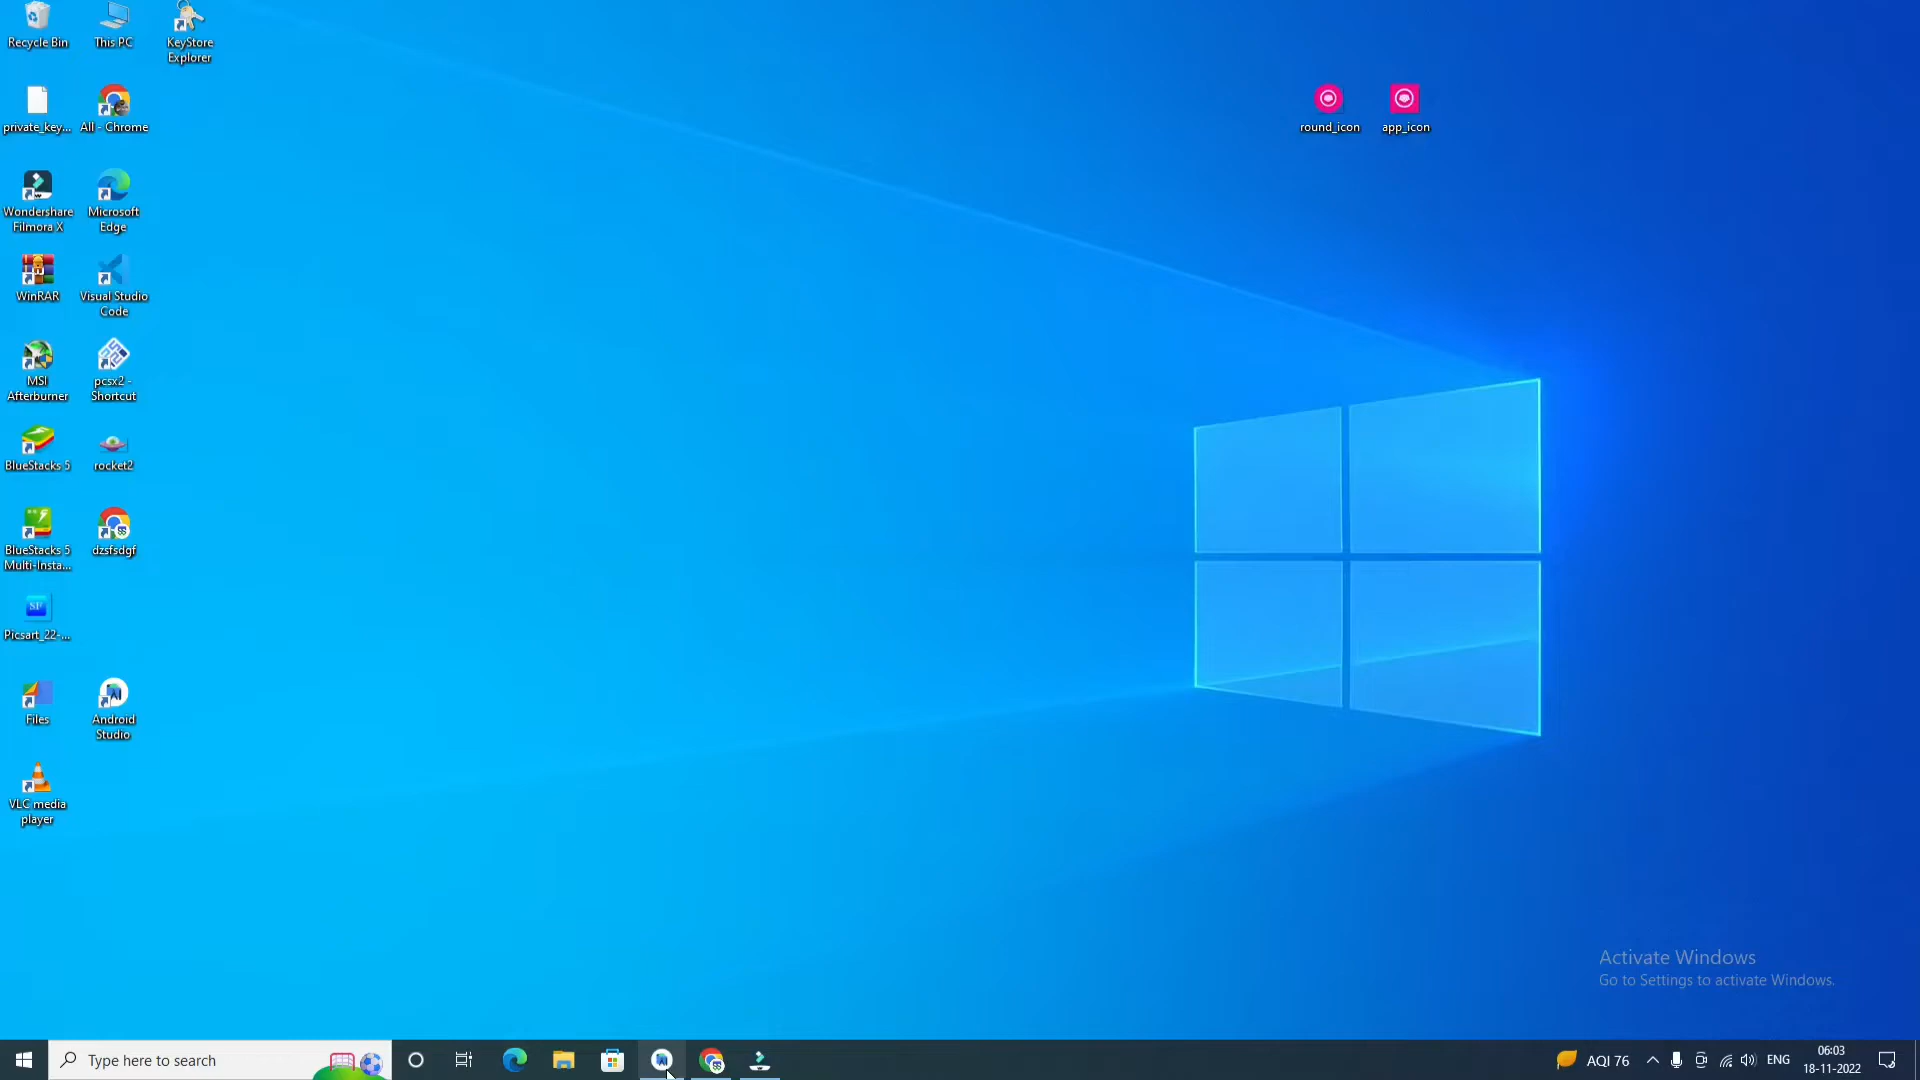 Recycle Bin
This PC
KeyStore
Explorer
private_key...
All - Chrome
round_icon
app_icon
Wondershare
Filmora X
Microsoft
Edge
WinRAR
Visual Studio
Code
MSI
Afterburner
pcsx2 -
Shortcut
BlueStacks 5
rocket2
BlueStacks 5
Multi-Insta...
dzsfsdgf
SF
Picsart_22-...
Files
Android
Studio
VLC media
player
Activate Windows
Go to Settings to activate Windows.
Type here to search
AQI 76
ENG
06:03
18-11-2022